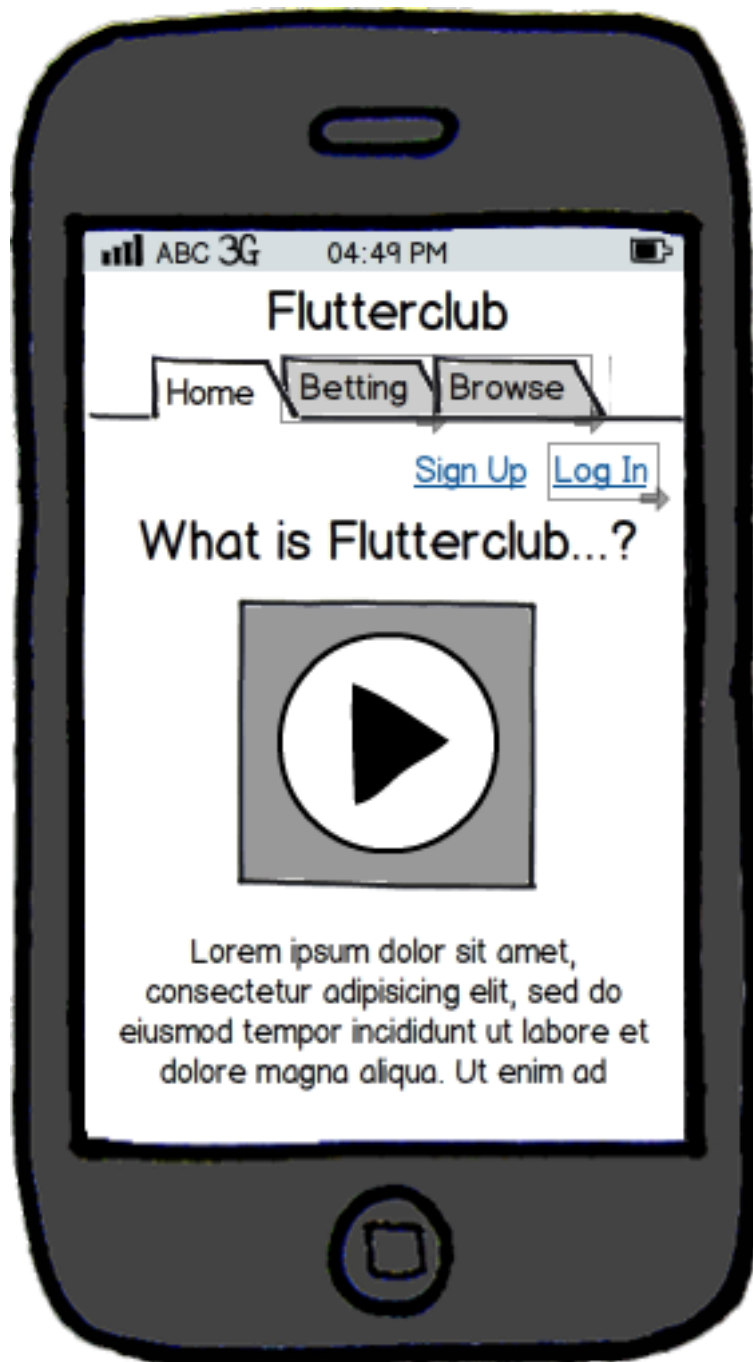 ABC 3G 04:49 PM
Flutterclub
Home Betting Browse
Sign Up Log In
What is Flutterclub...?
Lorem ipsum dolor sit amet,
consectetur adipisicing elit, sed do
eiusmod tempor incididunt ut labore et
dolore magna aliqua. Ut enim ad